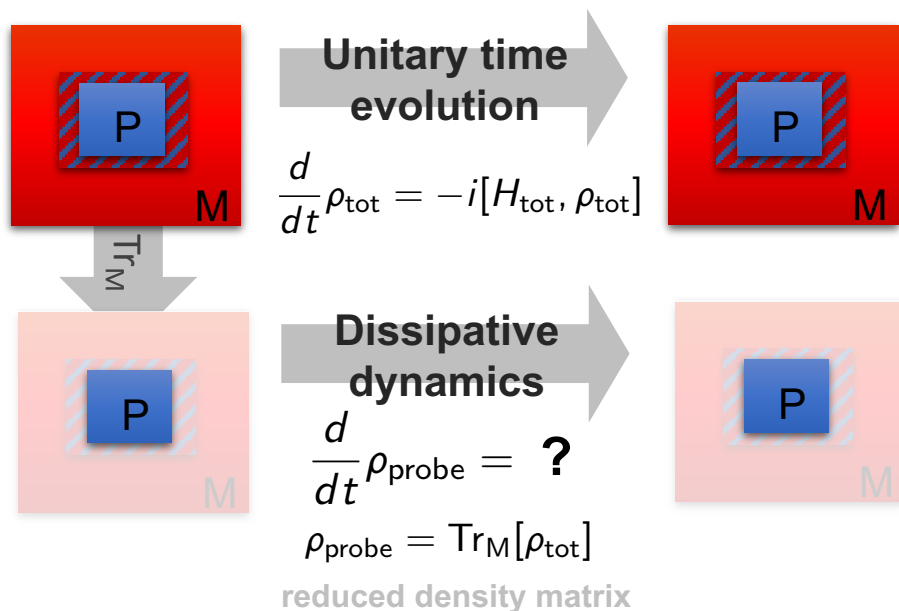 Unitary time
evolution
P
M
P
M
d/dt ρ_tot = −i[H_tot, ρ_tot]
Tr_M
Dissipative
dynamics
P
M
P
M
d/dt ρ_probe = ?
ρ_probe = Tr_M[ρ_tot]
reduced density matrix